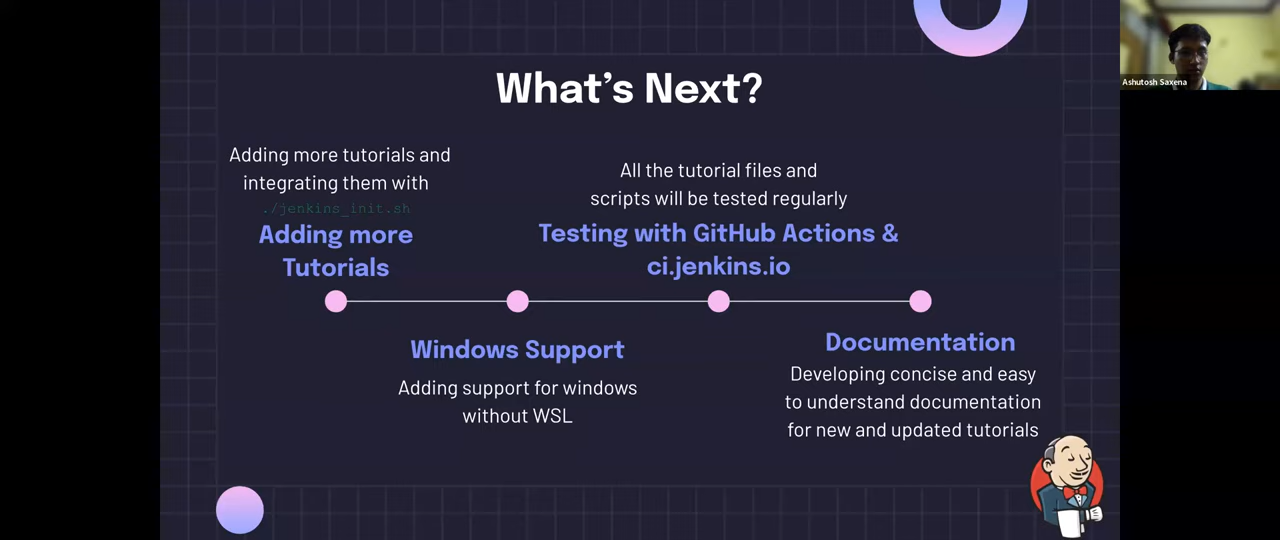 What's Next?
Adding more tutorials and
integrating them with
./jenkins_init.sh
Adding more
Tutorials
Windows Support
Adding support for windows
without WSL
All the tutorial files and
scripts will be tested regularly
Testing with GitHub Actions &
ci.jenkins.io
Documentation
Developing concise and easy
to understand documentation
for new and updated tutorials
Ashutosh Saxena